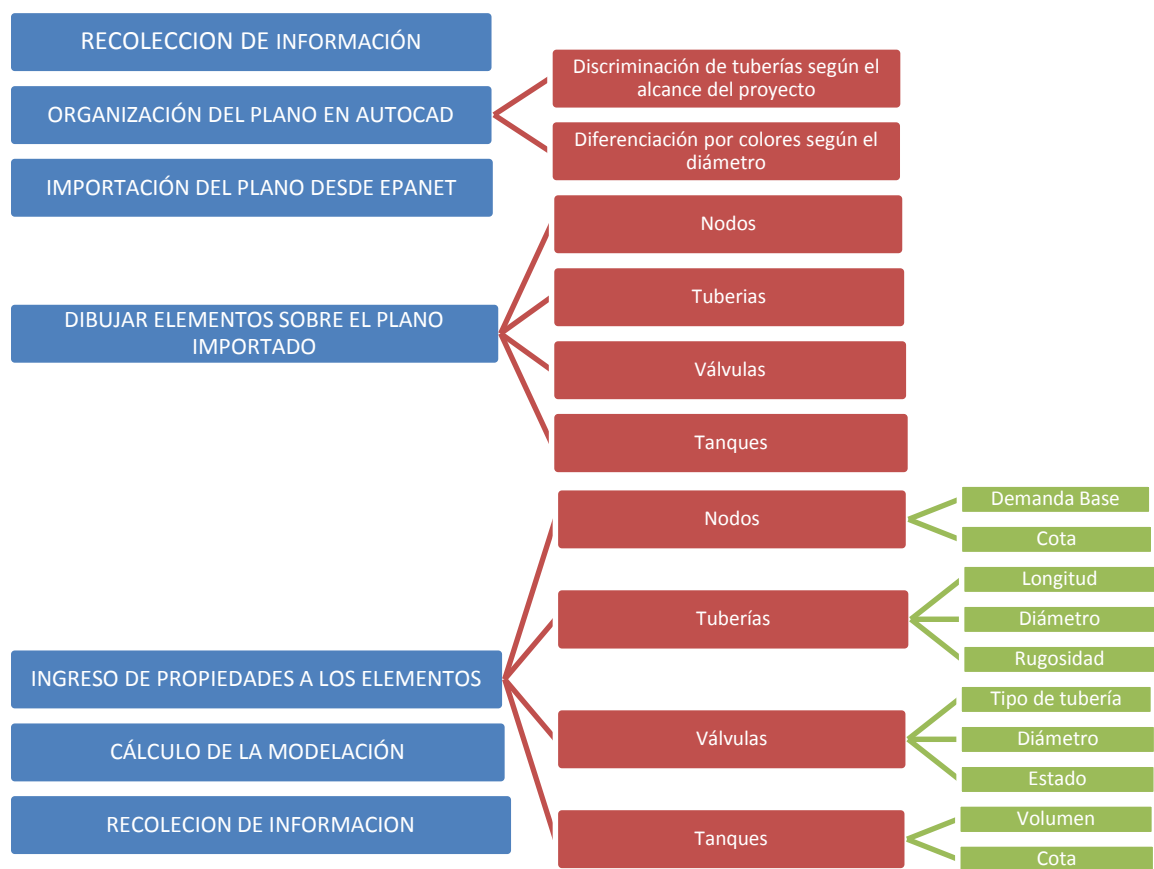 RECOLECCION DE INFORMACIÓN
ORGANIZACIÓN DEL PLANO EN AUTOCAD
Discriminación de tuberías según el
alcance del proyecto
Diferenciación por colores según el
diámetro
IMPORTACIÓN DEL PLANO DESDE EPANET
DIBUJAR ELEMENTOS SOBRE EL PLANO
IMPORTADO
Nodos
Tuberias
Válvulas
Tanques
INGRESO DE PROPIEDADES A LOS ELEMENTOS
Nodos
Demanda Base
Cota
Tuberías
Longitud
Diámetro
Rugosidad
Válvulas
Tipo de tubería
Diámetro
Estado
Tanques
Volumen
Cota
CÁLCULO DE LA MODELACIÓN
RECOLECION DE INFORMACION